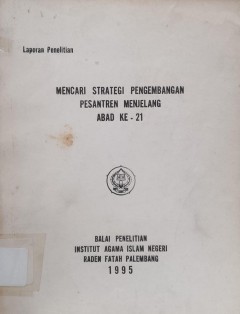 Laporan Penelitian
MENCARI STRATEGI PENGEMBANGAN
PESANTREN MENJELANG
ABAD KE - 21
BALAI PENELITIAN
INSTITUT AGAMA ISLAM NEGERI
RADEN FATAH PALEMBANG
1995